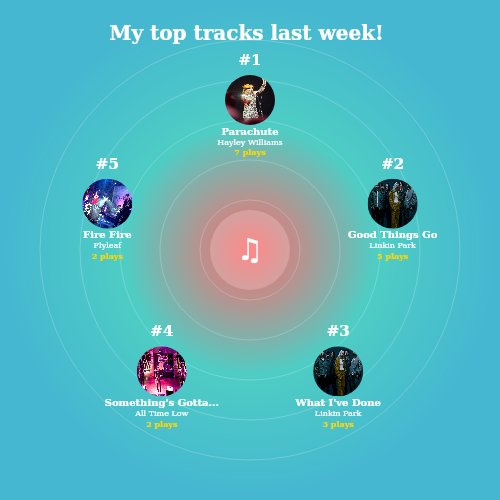 My top tracks last week!
#1
Parachute
Hayley Williams
7 plays
#2
Good Things Go
Linkin Park
5 plays
#3
What I've Done
Linkin Park
3 plays
#4
Something's Gotta...
All Time Low
2 plays
#5
Fire Fire
Flyleaf
2 plays